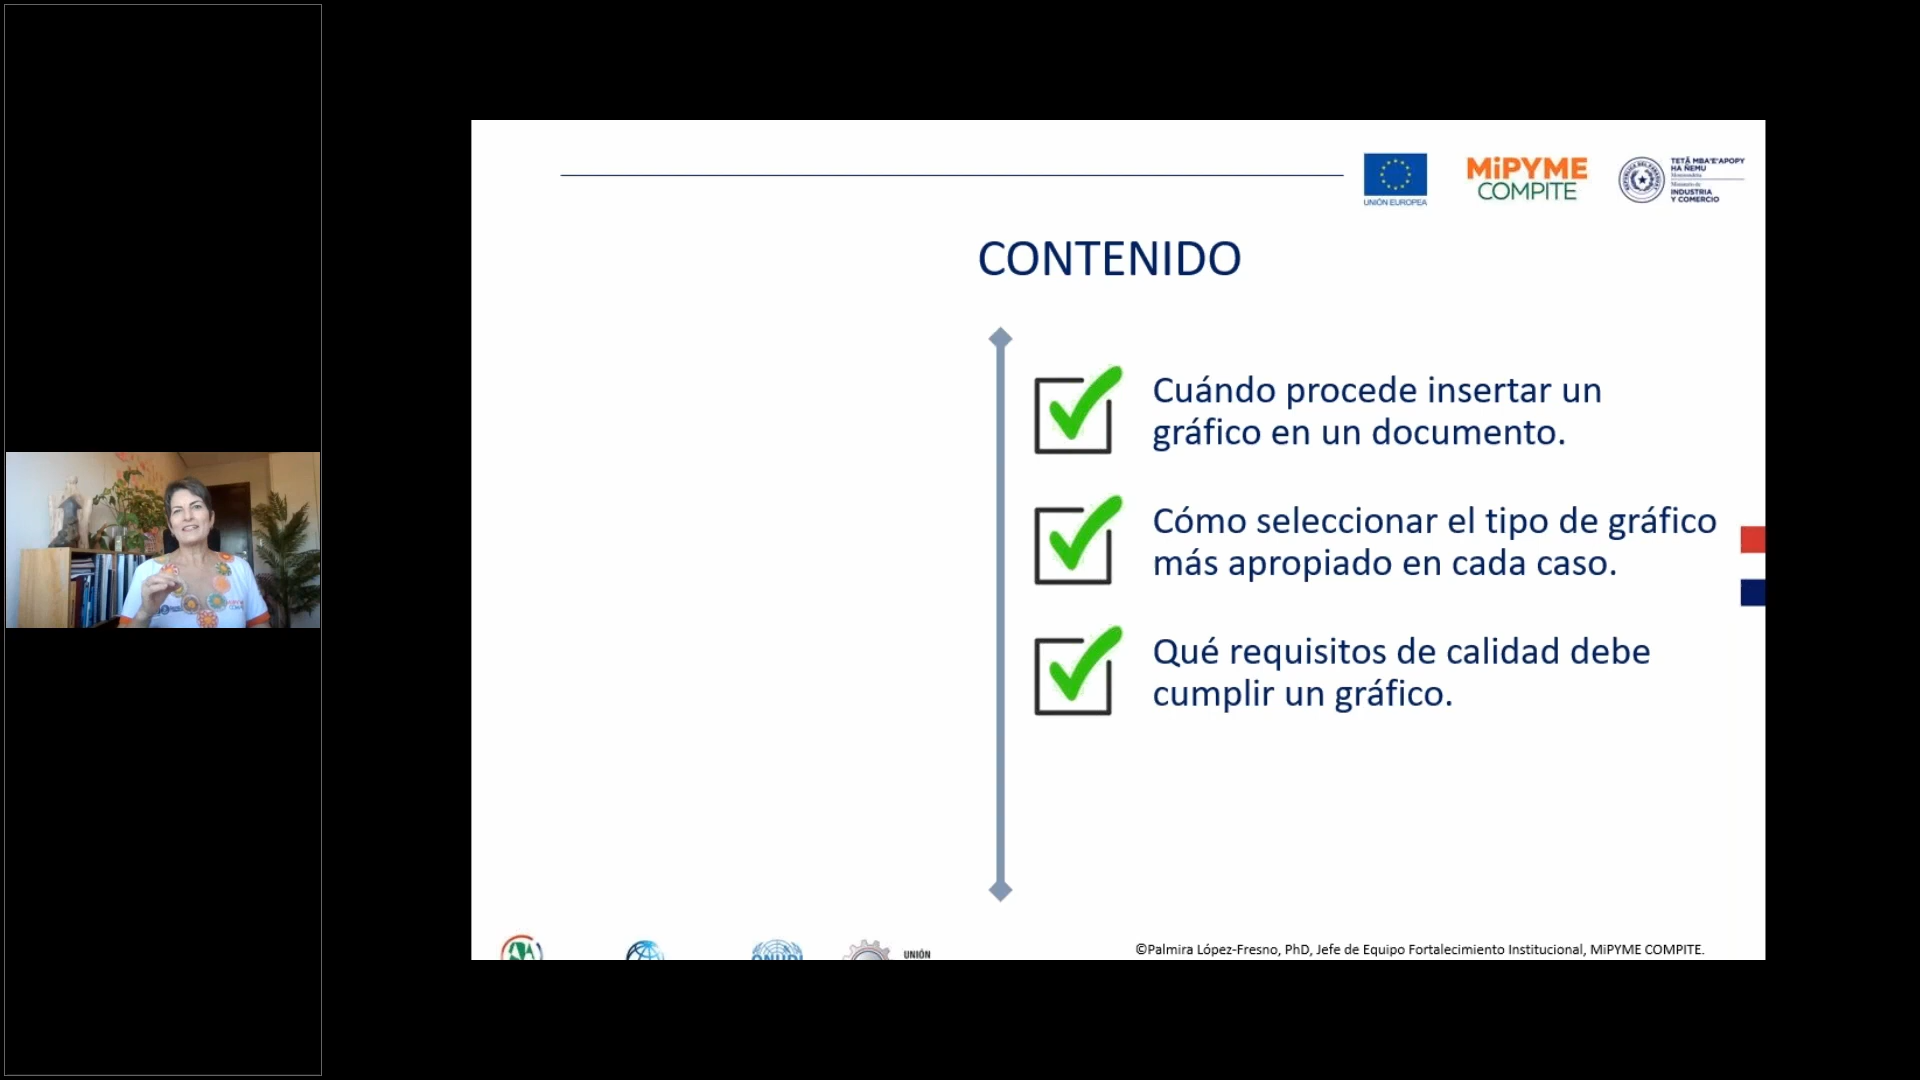 UNIÓN EUROPEA
MiPYME
COMPITE
TETÃ MBA'E'APOPY
HA ÑEMU
Ministerio de
INDUSTRIA
Y COMERCIO
CONTENIDO
Cuándo procede insertar un
gráfico en un documento.
Cómo seleccionar el tipo de gráfico
más apropiado en cada caso.
Qué requisitos de calidad debe
cumplir un gráfico.
UNIÓN
©Palmira López-Fresno, PhD, Jefe de Equipo Fortalecimiento Institucional, MiPYME COMPITE.